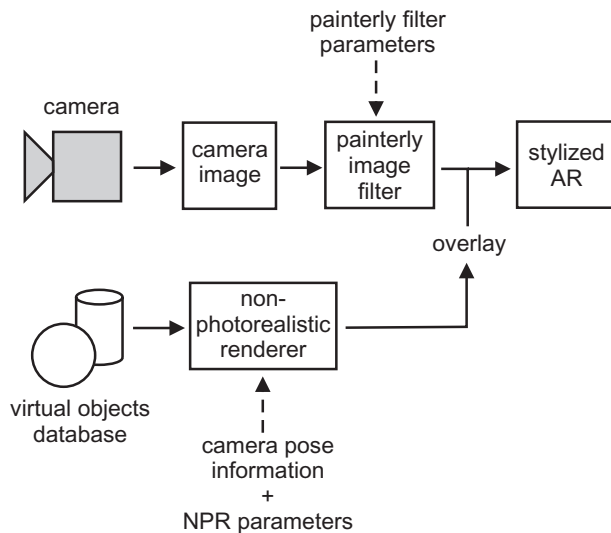 painterly filter
parameters
camera
camera
image
painterly
image
filter
stylized
AR
overlay
non-
photorealistic
renderer
virtual objects
database
camera pose
information
+
NPR parameters